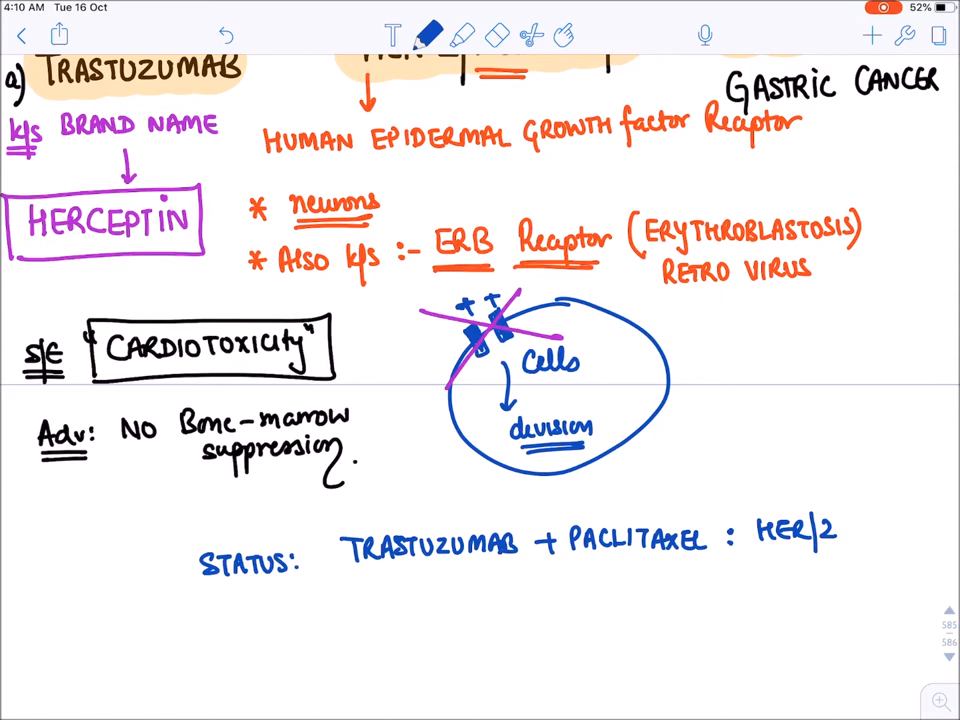 4:10 AM Tue 16 Oct
52%
T
a) TRASTUZUMAB
GASTRIC CANCER
k/s BRAND NAME
HUMAN EPIDERMAL GROWTH factor Receptor
HERCEPTIN
* neurons
* Also k/s :- ERB Receptor (ERYTHROBLASTOSIS)
RETRO VIRUS
+ +
S/E "CARDIOTOXICITY"
Cells
Adv: NO Bone-marrow
suppression.
devision
STATUS: TRASTUZUMAB + PACLITAXEL : HER/2
585
586